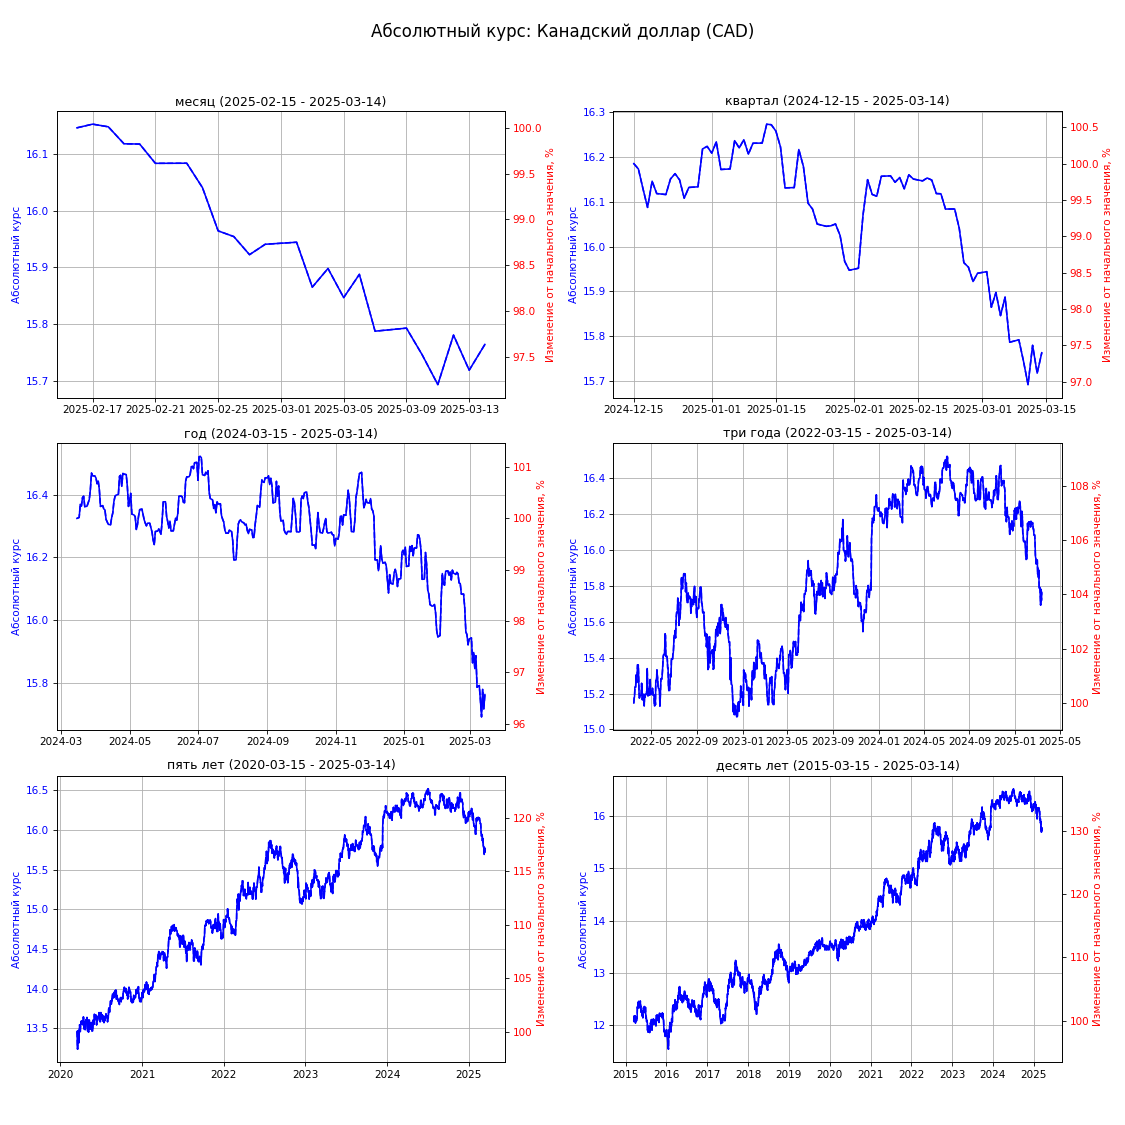 Абсолютный курс: Канадский доллар (CAD)
месяц (2025-02-15 - 2025-03-14)
Абсолютный курс
16.1
16.0
15.9
15.8
15.7
100.0
99.5
99.0
98.5
98.0
97.5
Изменение от начального значения, %
2025-02-17 2025-02-21 2025-02-25 2025-03-01 2025-03-05 2025-03-09 2025-03-13
квартал (2024-12-15 - 2025-03-14)
Абсолютный курс
16.3
16.2
16.1
16.0
15.9
15.8
15.7
100.5
100.0
99.5
99.0
98.5
98.0
97.5
97.0
Изменение от начального значения, %
2024-12-15 2025-01-01 2025-01-15 2025-02-01 2025-02-15 2025-03-01 2025-03-15
год (2024-03-15 - 2025-03-14)
Абсолютный курс
16.4
16.2
16.0
15.8
101
100
99
98
97
96
Изменение от начального значения, %
2024-03 2024-05 2024-07 2024-09 2024-11 2025-01 2025-03
три года (2022-03-15 - 2025-03-14)
Абсолютный курс
16.4
16.2
16.0
15.8
15.6
15.4
15.2
15.0
108
106
104
102
100
Изменение от начального значения, %
2022-05 2022-09 2023-01 2023-05 2023-09 2024-01 2024-05 2024-09 2025-01 2025-05
пять лет (2020-03-15 - 2025-03-14)
Абсолютный курс
16.5
16.0
15.5
15.0
14.5
14.0
13.5
120
115
110
105
100
Изменение от начального значения, %
2020 2021 2022 2023 2024 2025
десять лет (2015-03-15 - 2025-03-14)
Абсолютный курс
16
15
14
13
12
130
120
110
100
Изменение от начального значения, %
2015 2016 2017 2018 2019 2020 2021 2022 2023 2024 2025